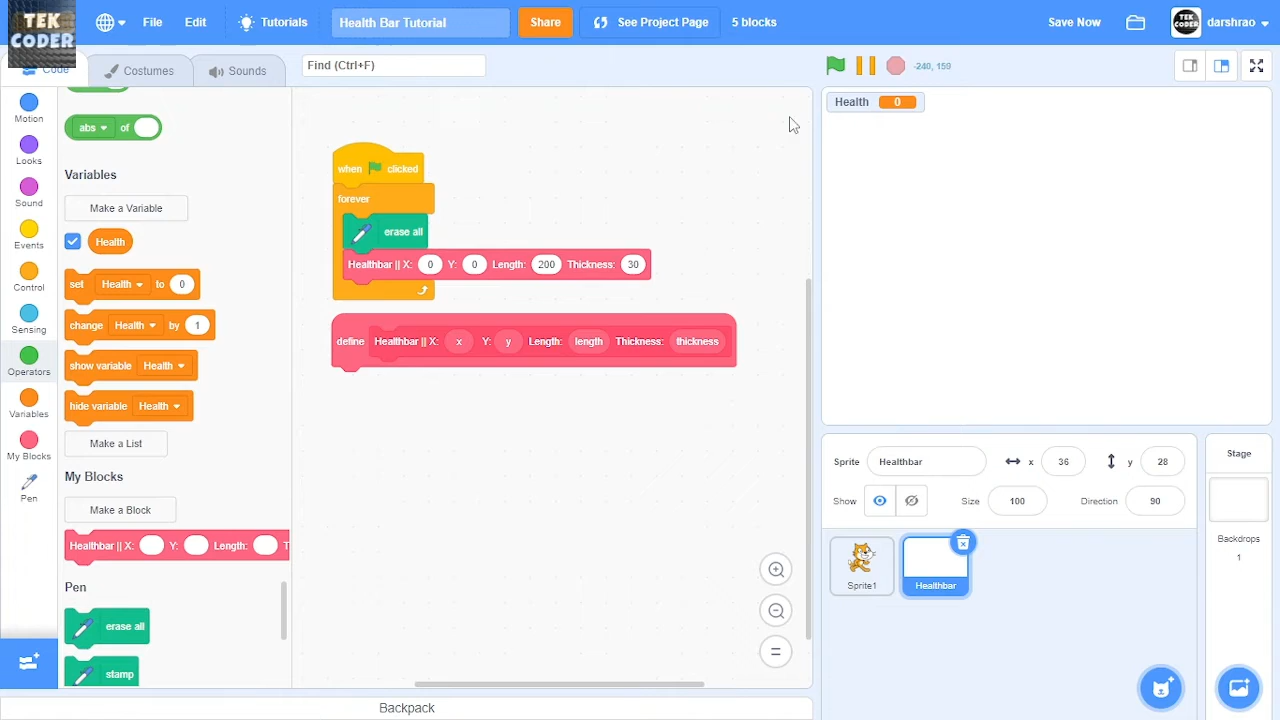 TEK
CODER
File
Edit
Tutorials
Health Bar Tutorial
Share
See Project Page
5 blocks
Save Now
TEK
CODER
darshrao
Code
Costumes
Sounds
Find (Ctrl+F)
-240, 159
Motion
Looks
Sound
Events
Control
Sensing
Operators
Variables
My Blocks
Pen
abs of
Variables
Make a Variable
Health
set Health to 0
change Health by 1
show variable Health
hide variable Health
Make a List
My Blocks
Make a Block
Healthbar || X: Y: Length: T
Pen
erase all
stamp
when clicked
forever
erase all
Healthbar || X: 0 Y: 0 Length: 200 Thickness: 30
define Healthbar || X: x Y: y Length: length Thickness: thickness
Health 0
Sprite Healthbar x 36 y 28
Show Size 100 Direction 90
Sprite1
Healthbar
Stage
Backdrops
1
Backpack